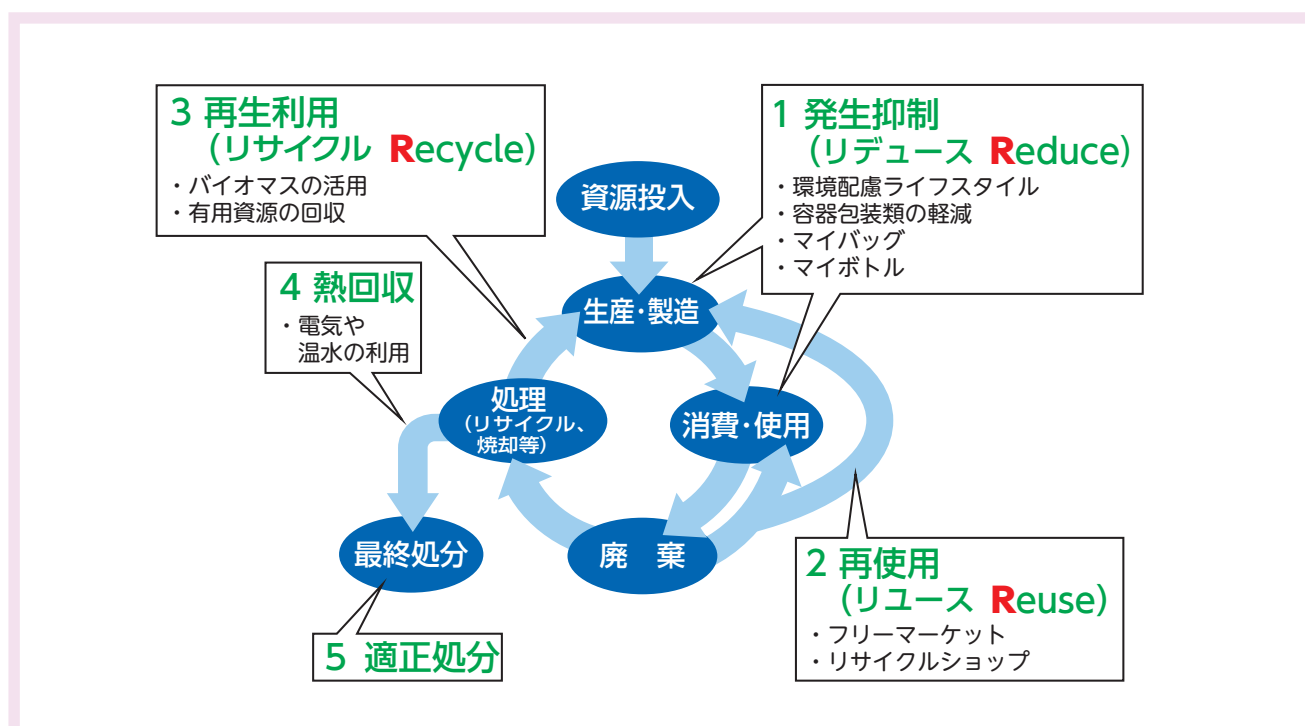 3 再生利用
(リサイクル Recycle)
・バイオマスの活用
・有用資源の回収
1 発生抑制
(リデュース Reduce)
・環境配慮ライフスタイル
・容器包装類の軽減
・マイバッグ
・マイボトル
資源投入
4 熱回収
・電気や
温水の利用
生産・製造
処理
(リサイクル、
焼却等)
消費・使用
最終処分
廃 棄
2 再使用
(リユース Reuse)
・フリーマーケット
・リサイクルショップ
5 適正処分